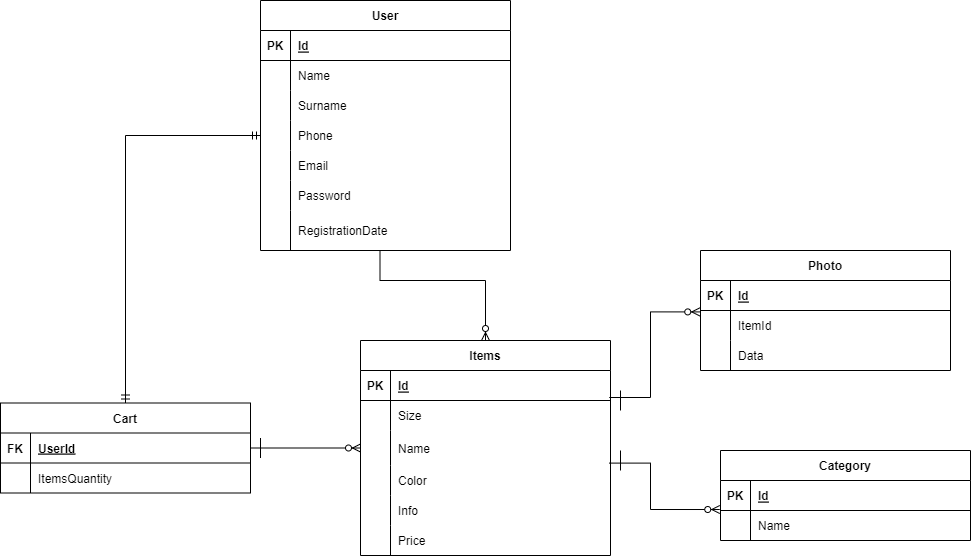 User
PK Id
Name
Surname
Phone
Email
Password
RegistrationDate
Photo
PK Id
ItemId
Data
Items
PK Id
Size
Name
Color
Info
Price
Cart
FK UserId
ItemsQuantity
Category
PK Id
Name